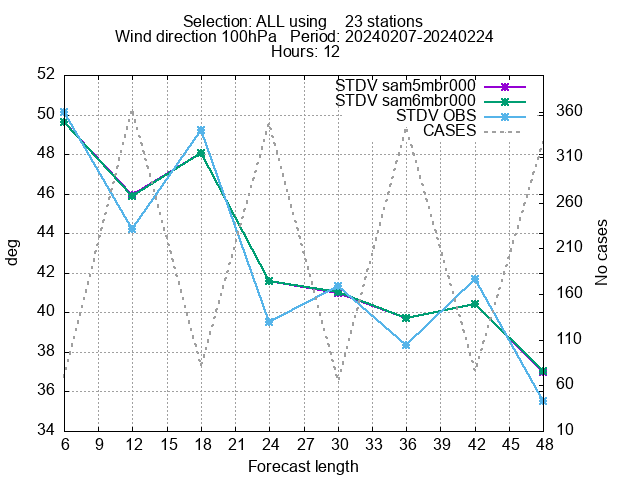 Selection: ALL using    23 stations
Wind direction 100hPa   Period: 20240207-20240224
Hours: 12
STDV sam5mbr000
STDV sam6mbr000
STDV OBS
CASES
52
50
48
46
44
42
40
38
36
34
360
310
260
210
160
110
60
10
deg
No cases
6 9 12 15 18 21 24 27 30 33 36 39 42 45 48
Forecast length